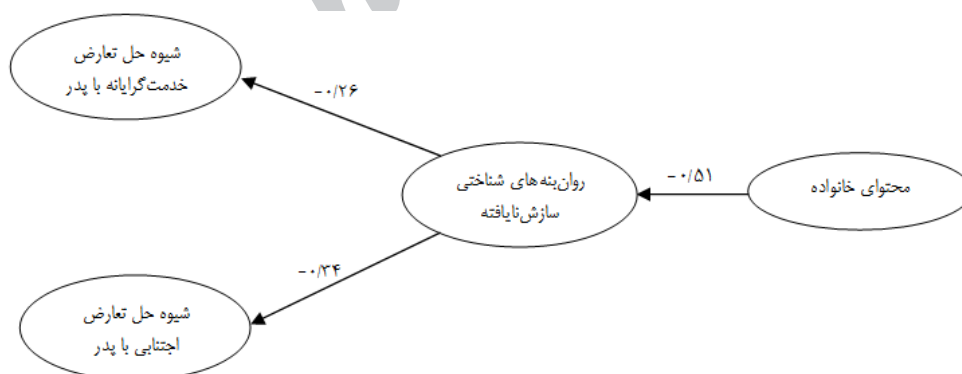 شیوه حل تعارض
خدمت‌گرایانه با پدر
-۰/۲۶
روان‌بنه‌های شناختی
سازش‌نایافته
-۰/۵۱
محتوای خانواده
-۰/۳۴
شیوه حل تعارض
اجتنابی با پدر